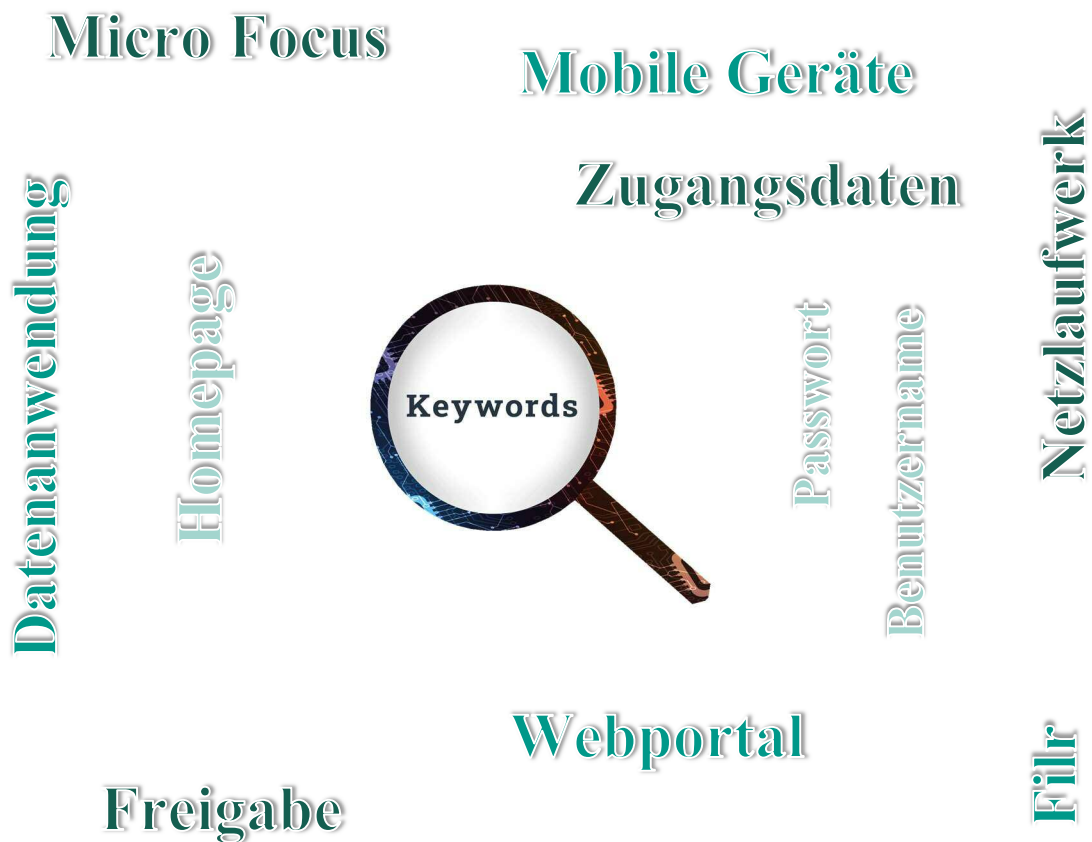 Micro Focus
Mobile Geräte
Zugangsdaten
Netzlaufwerk
Datenanwendung
Homepage
Keywords
Passwort
Benutzername
Webportal
Filr
Freigabe